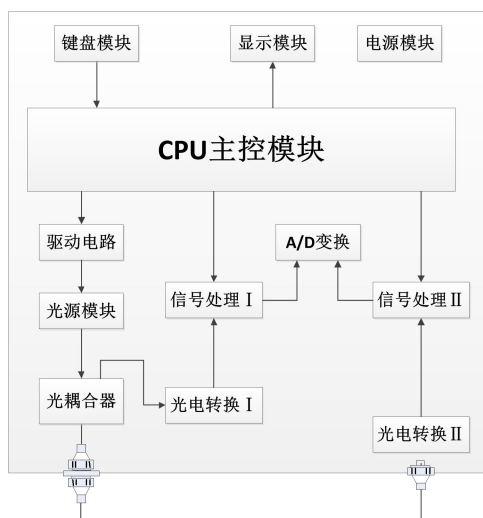 键盘模块
显示模块
电源模块
CPU主控模块
驱动电路
A/D变换
光源模块
信号处理Ⅰ
信号处理Ⅱ
光耦合器
光电转换Ⅰ
光电转换Ⅱ